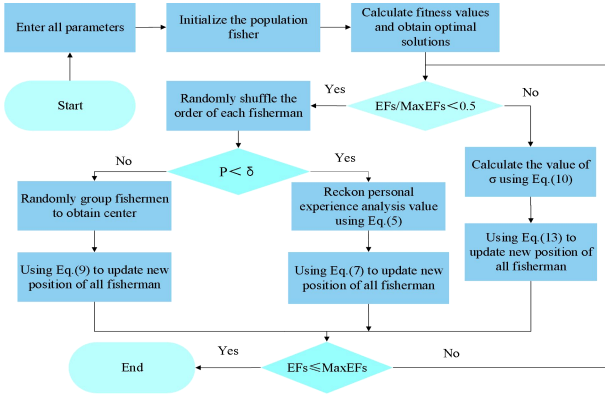 Enter all parameters
Initialize the population
fisher
Calculate fitness values
and obtain optimal
solutions
Start
Randomly shuffle the
order of each fisherman
Yes
EFs/MaxEFs<0.5
No
No
P< δ
Yes
Calculate the value of
σ using Eq.(10)
Randomly group fishermen
to obtain center
Reckon personal
experience analysis value
using Eq.(5)
Using Eq.(13) to
update new position of
all fisherman
Using Eq.(9) to update new
position of all fisherman
Using Eq.(7) to update new
position of all fisherman
End
Yes
EFs≤MaxEFs
No